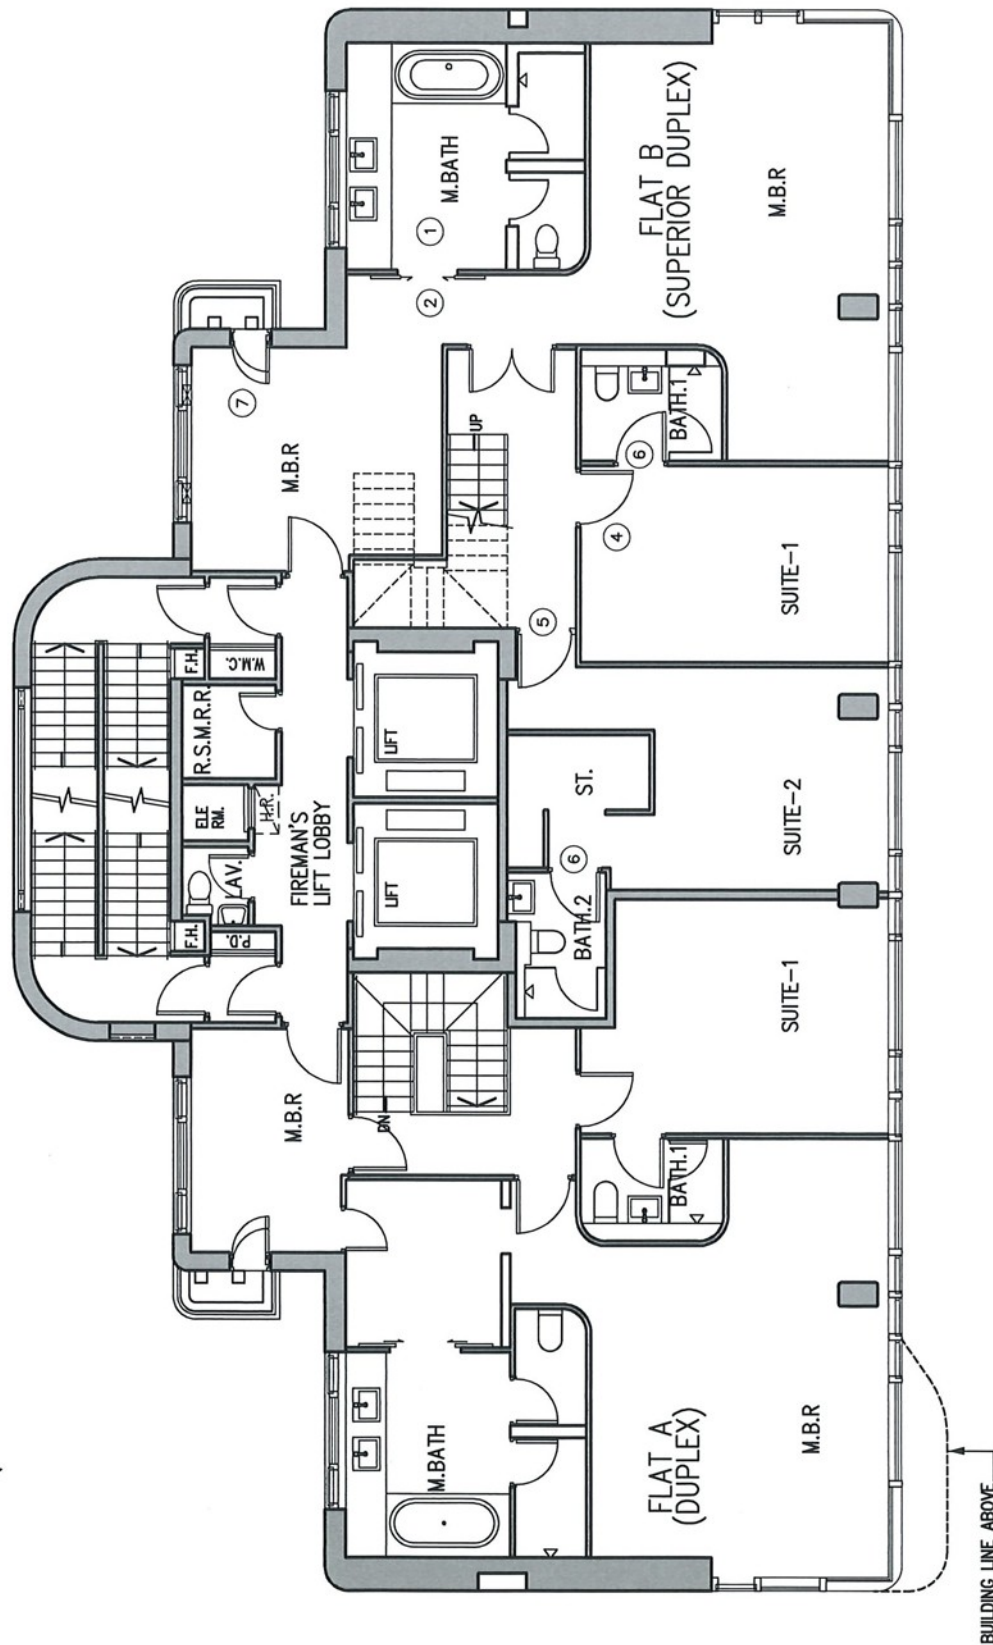 M.BATH
1
2
FLAT B
(SUPERIOR DUPLEX)
M.B.R
7
M.B.R
UP
BATH.1
6
4
5
SUITE-1
F.H.
W.M.C.
R.S.M.R.R.
ELE
RM.
H.R.
LAV.
F.H.
P.D.
FIREMAN'S
LIFT LOBBY
LIFT
LIFT
ST.
6
BATH.2
SUITE-2
SUITE-1
M.B.R
DN
BATH.1
M.BATH
FLAT A
(DUPLEX)
M.B.R
BUILDING LINE ABOVE